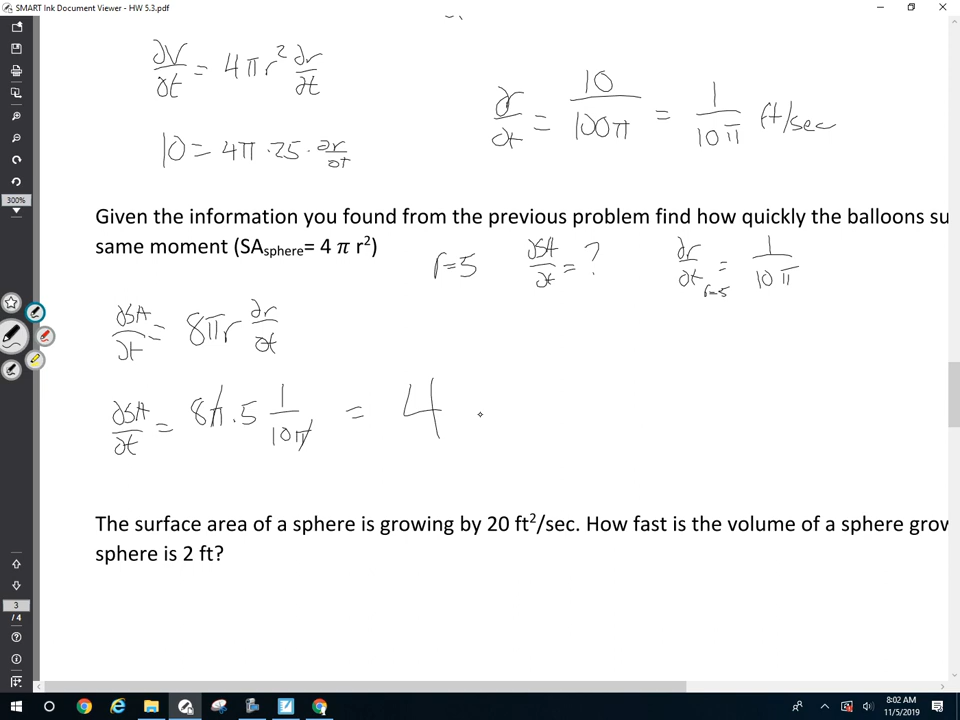 SMART Ink Document Viewer - HW 5.3.pdf
∂V/∂t = 4πr² ∂r/∂t
∂r/∂t = 10/100π = 1/10π ft/sec
10 = 4π·25·∂r/∂t
300%
Given the information you found from the previous problem find how quickly the balloons su
same moment (SAsphere= 4 π r²)
r=5 ∂SA/∂t = ? ∂r/∂t r=5 = 1/10π
∂SA/∂t = 8πr ∂r/∂t
∂SA/∂t = 8π·5 1/10π = 4
The surface area of a sphere is growing by 20 ft²/sec. How fast is the volume of a sphere grow
sphere is 2 ft?
3
/ 4
8:02 AM
11/5/2019